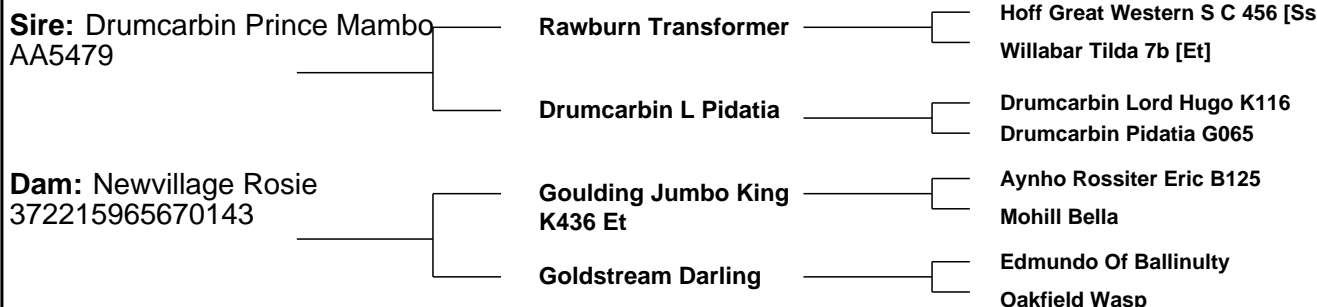 Sire: Drumcarbin Prince Mambo
AA5479
Rawburn Transformer
Hoff Great Western S C 456 [Ss
Willabar Tilda 7b [Et]
Drumcarbin L Pidatia
Drumcarbin Lord Hugo K116
Drumcarbin Pidatia G065
Dam: Newvillage Rosie
372215965670143
Goulding Jumbo King
K436 Et
Aynho Rossiter Eric B125
Mohill Bella
Goldstream Darling
Edmundo Of Ballinulty
Oakfield Wasp